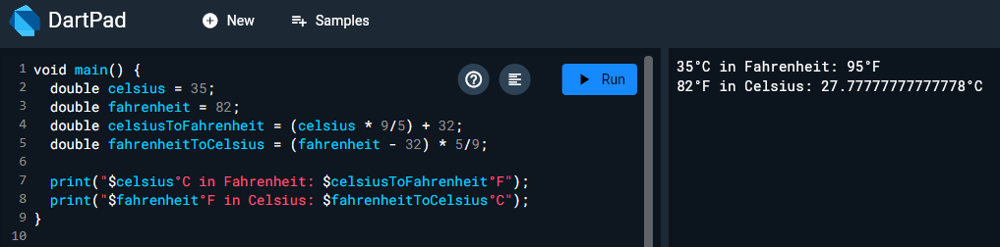 DartPad
New
Samples
1 void main() {
2   double celsius = 35;
3   double fahrenheit = 82;
4   double celsiusToFahrenheit = (celsius * 9/5) + 32;
5   double fahrenheitToCelsius = (fahrenheit - 32) * 5/9;
6
7   print("$celsius°C in Fahrenheit: $celsiusToFahrenheit°F");
8   print("$fahrenheit°F in Celsius: $fahrenheitToCelsius°C");
9 }
10
?
Run
35°C in Fahrenheit: 95°F
82°F in Celsius: 27.77777777777778°C